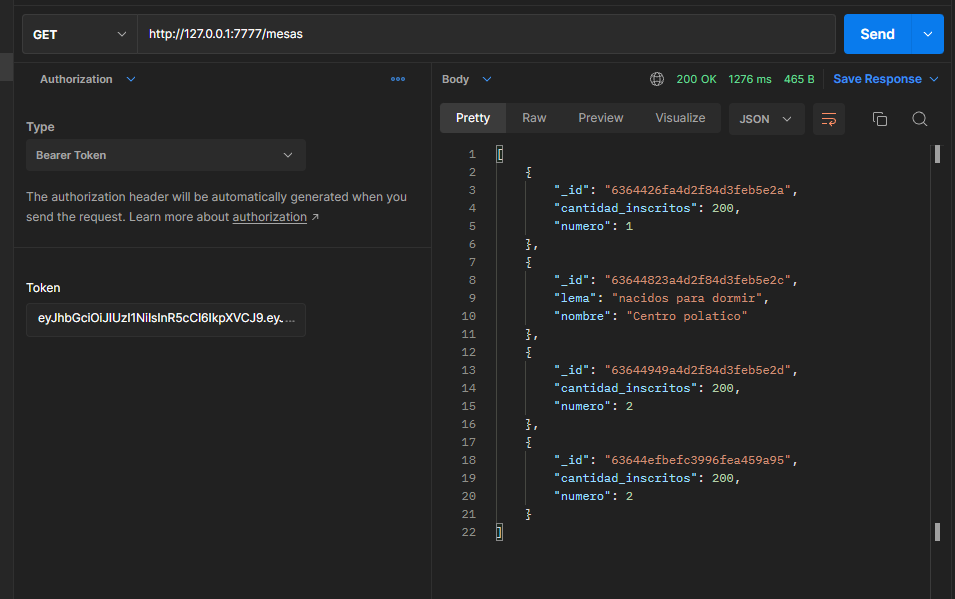 GET http://127.0.0.1:7777/mesas Send
Authorization
Type
Bearer Token
The authorization header will be automatically generated when you
send the request. Learn more about authorization ↗
Token
eyJhbGciOiJIUzI1NiIsInR5cCI6IkpXVCJ9.ey...
Body 200 OK 1276 ms 465 B Save Response
Pretty Raw Preview Visualize JSON
1 [
2 {
3 "_id": "6364426fa4d2f84d3feb5e2a",
4 "cantidad_inscritos": 200,
5 "numero": 1
6 },
7 {
8 "_id": "63644823a4d2f84d3feb5e2c",
9 "lema": "nacidos para dormir",
10 "nombre": "Centro polatico"
11 },
12 {
13 "_id": "63644949a4d2f84d3feb5e2d",
14 "cantidad_inscritos": 200,
15 "numero": 2
16 },
17 {
18 "_id": "63644efbefc3996fea459a95",
19 "cantidad_inscritos": 200,
20 "numero": 2
21 }
22 ]